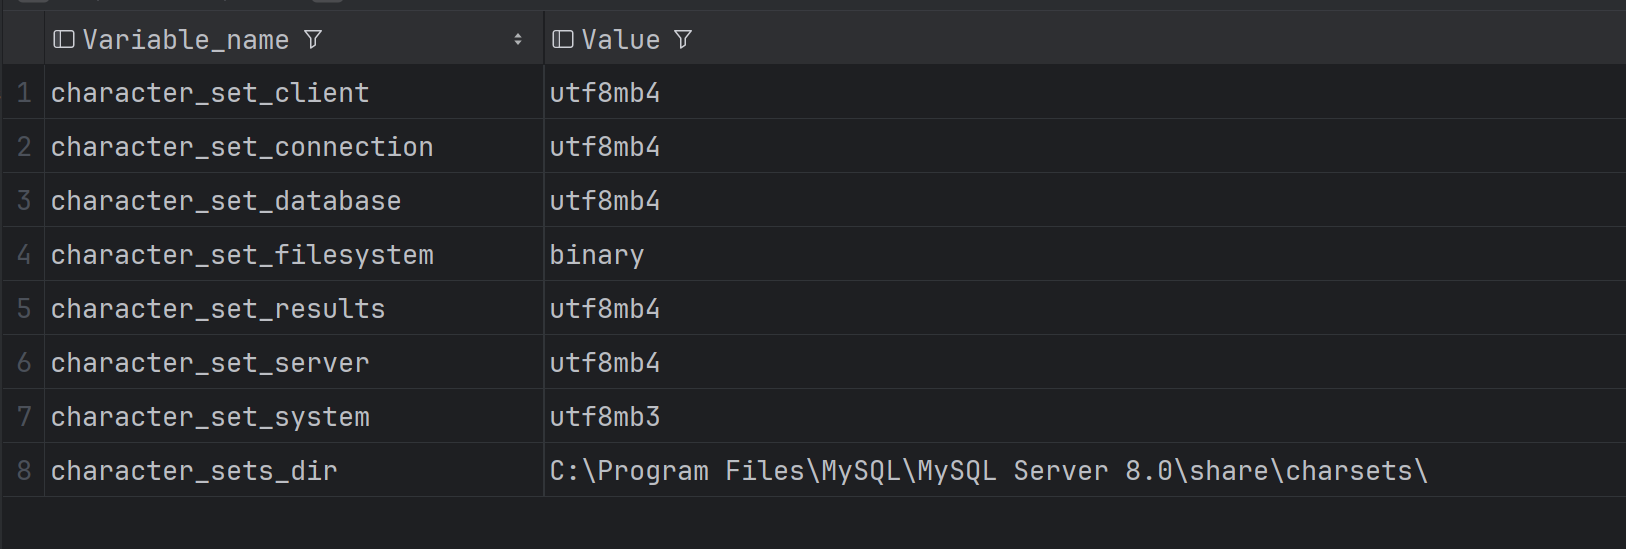 Variable_name Value
1 character_set_client utf8mb4
2 character_set_connection utf8mb4
3 character_set_database utf8mb4
4 character_set_filesystem binary
5 character_set_results utf8mb4
6 character_set_server utf8mb4
7 character_set_system utf8mb3
8 character_sets_dir C:\Program Files\MySQL\MySQL Server 8.0\share\charsets\